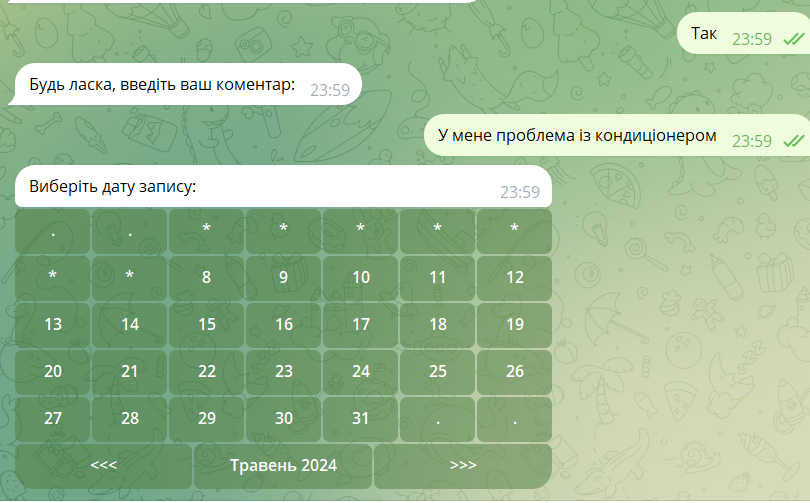 Так 23:59
Будь ласка, введіть ваш коментар: 23:59
У мене проблема із кондиціонером 23:59
Виберіть дату запису: 23:59
. . * * * * *
* * 8 9 10 11 12
13 14 15 16 17 18 19
20 21 22 23 24 25 26
27 28 29 30 31 . .
<<< Травень 2024 >>>